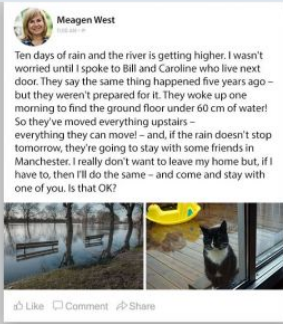 Meagen West
Ten days of rain and the river is getting higher. I wasn't
worried until I spoke to Bill and Caroline who live next
door. They say the same thing happened five years ago –
but they weren't prepared for it. They woke up one
morning to find the ground floor under 60 cm of water!
So they've moved everything upstairs –
everything they can move! – and, if the rain doesn't stop
tomorrow, they're going to stay with some friends in
Manchester. I really don't want to leave my home but, if I
have to, then I'll do the same – and come and stay with
one of you. Is that OK?
Like Comment Share